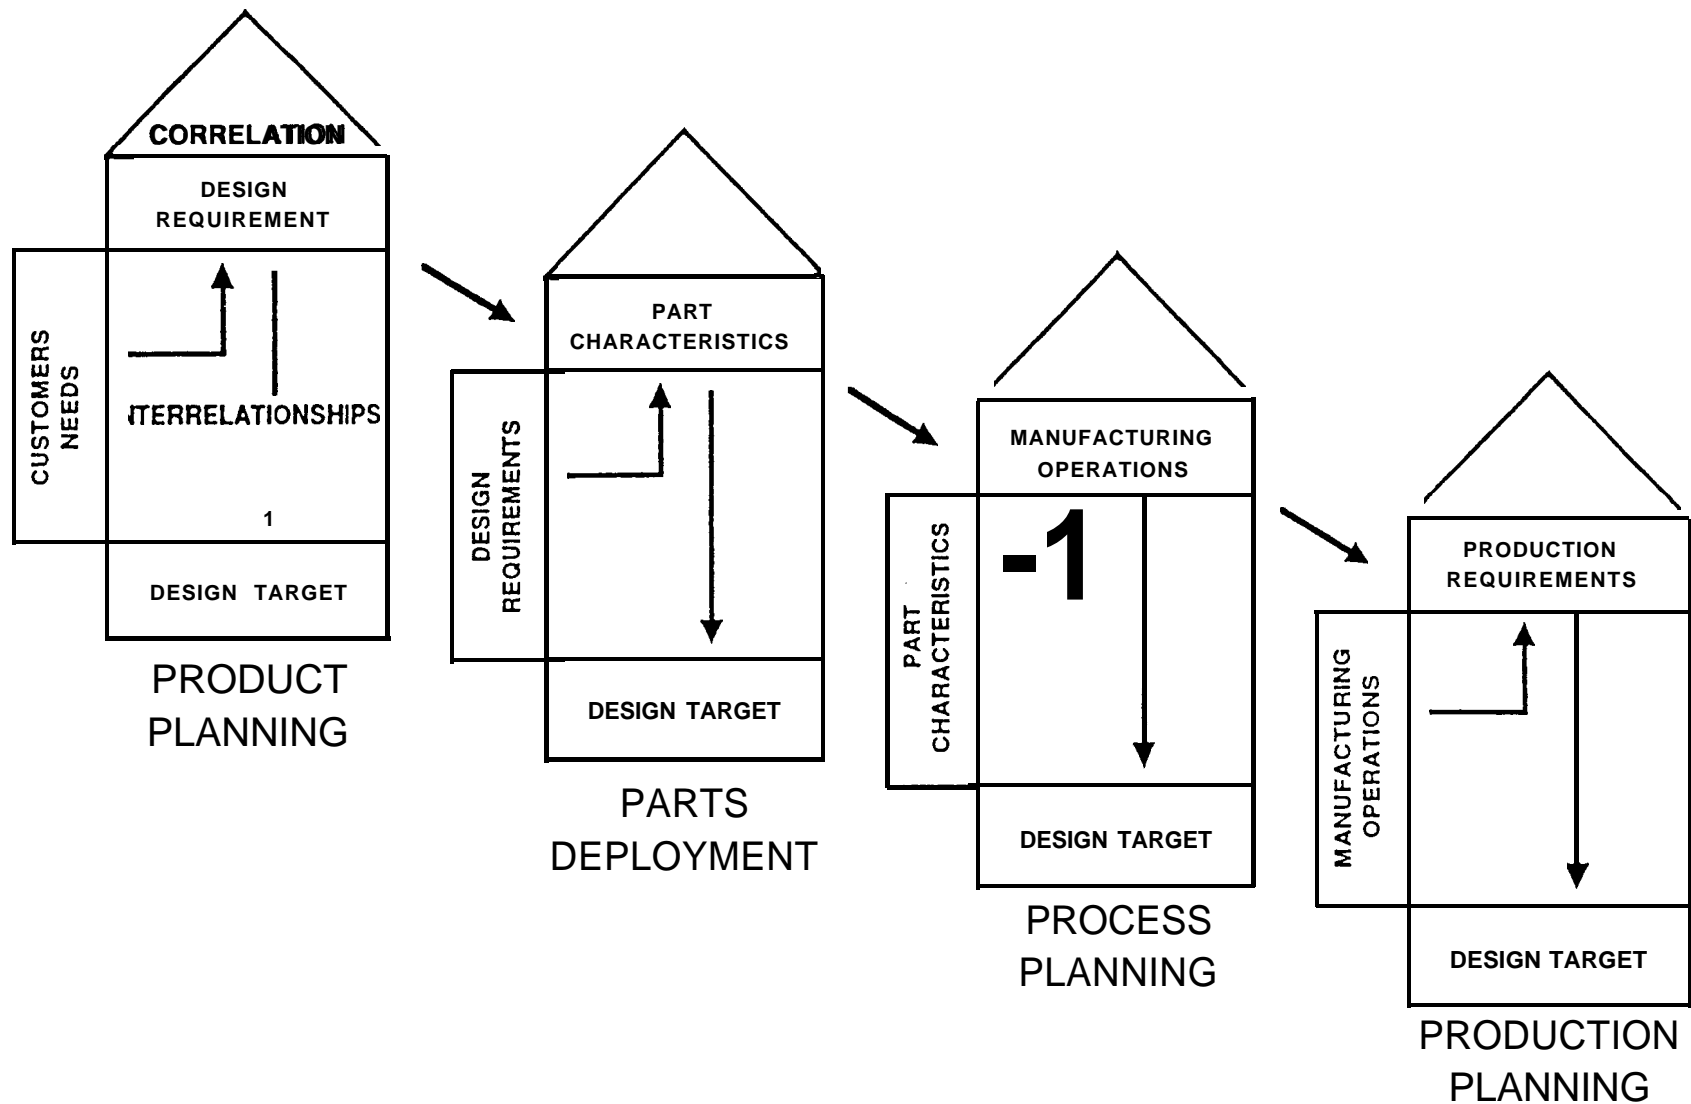 CORRELATION
DESIGN
REQUIREMENT
CUSTOMERS
NEEDS
NTERRELATIONSHIPS
1
DESIGN TARGET
PRODUCT
PLANNING
PART
CHARACTERISTICS
DESIGN
REQUIREMENTS
DESIGN TARGET
PARTS
DEPLOYMENT
MANUFACTURING
OPERATIONS
PART
CHARACTERISTICS
-1
DESIGN TARGET
PROCESS
PLANNING
PRODUCTION
REQUIREMENTS
MANUFACTURING
OPERATIONS
DESIGN TARGET
PRODUCTION
PLANNING